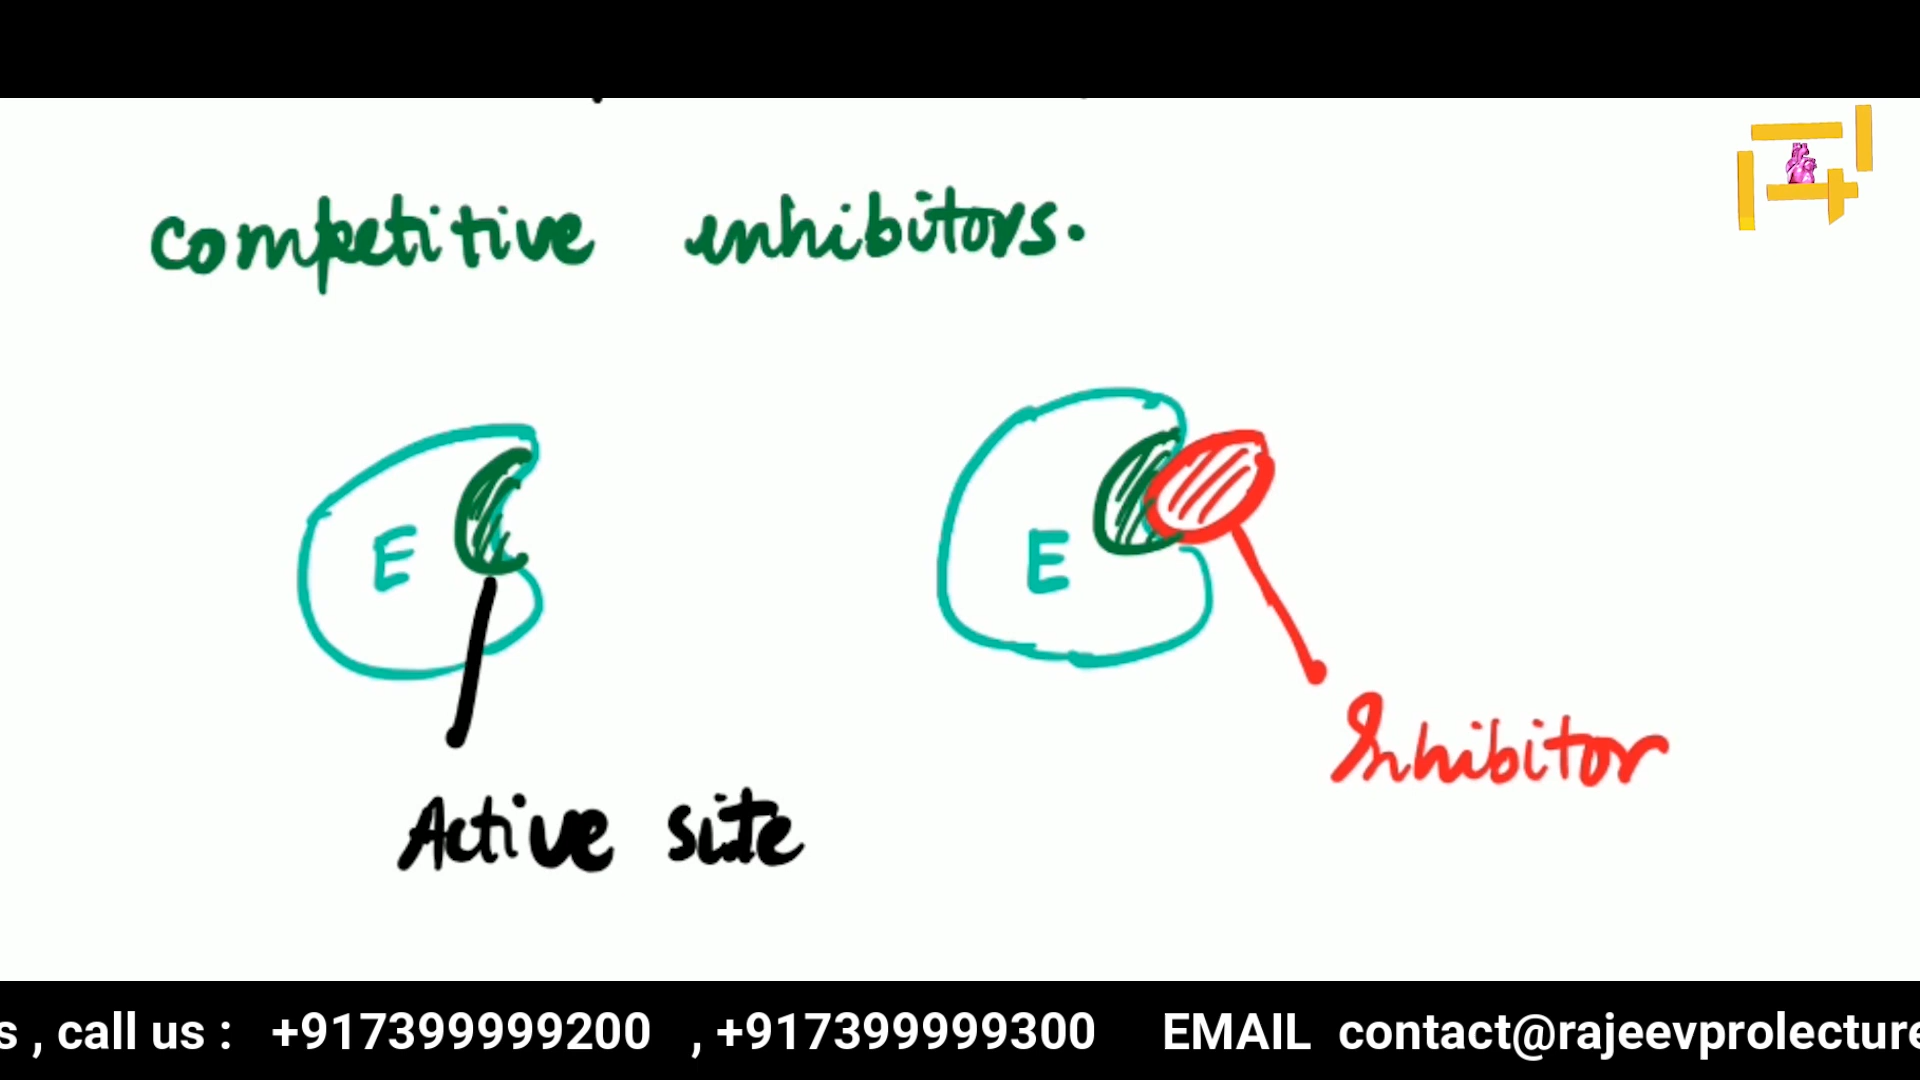 competitive inhibitors.
E
E
Inhibitor
Active site
s , call us : +917399999200 , +917399999300 EMAIL contact@rajeevprolecture